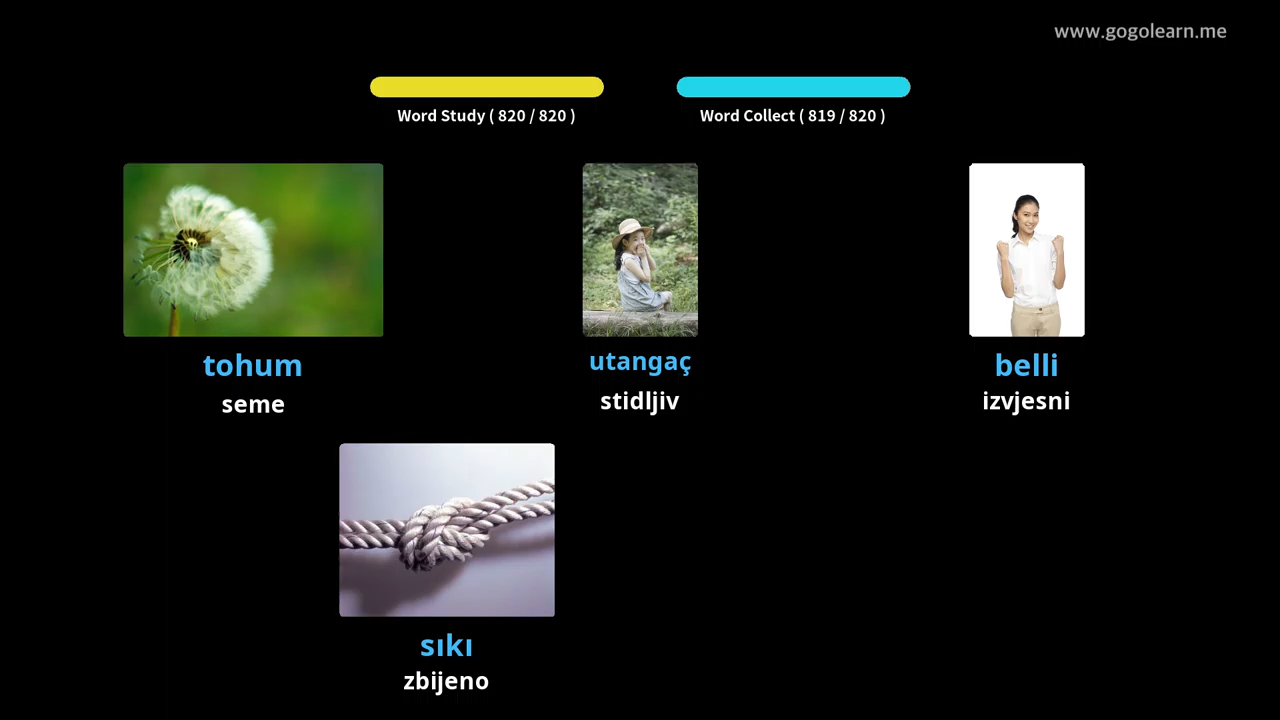 www.gogolearn.me
Word Study ( 820 / 820 )
Word Collect ( 819 / 820 )
tohum
seme
utangaç
stidljiv
belli
izvjesni
sıkı
zbijeno